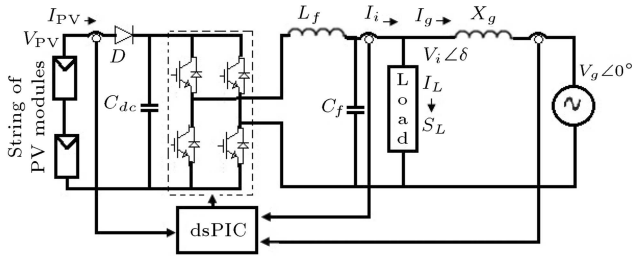 I_PV
V_PV
D
String of
PV modules
C_dc
L_f
C_f
I_i
I_g
X_g
V_i∠δ
V_g∠0°
Load
I_L
S_L
dsPIC